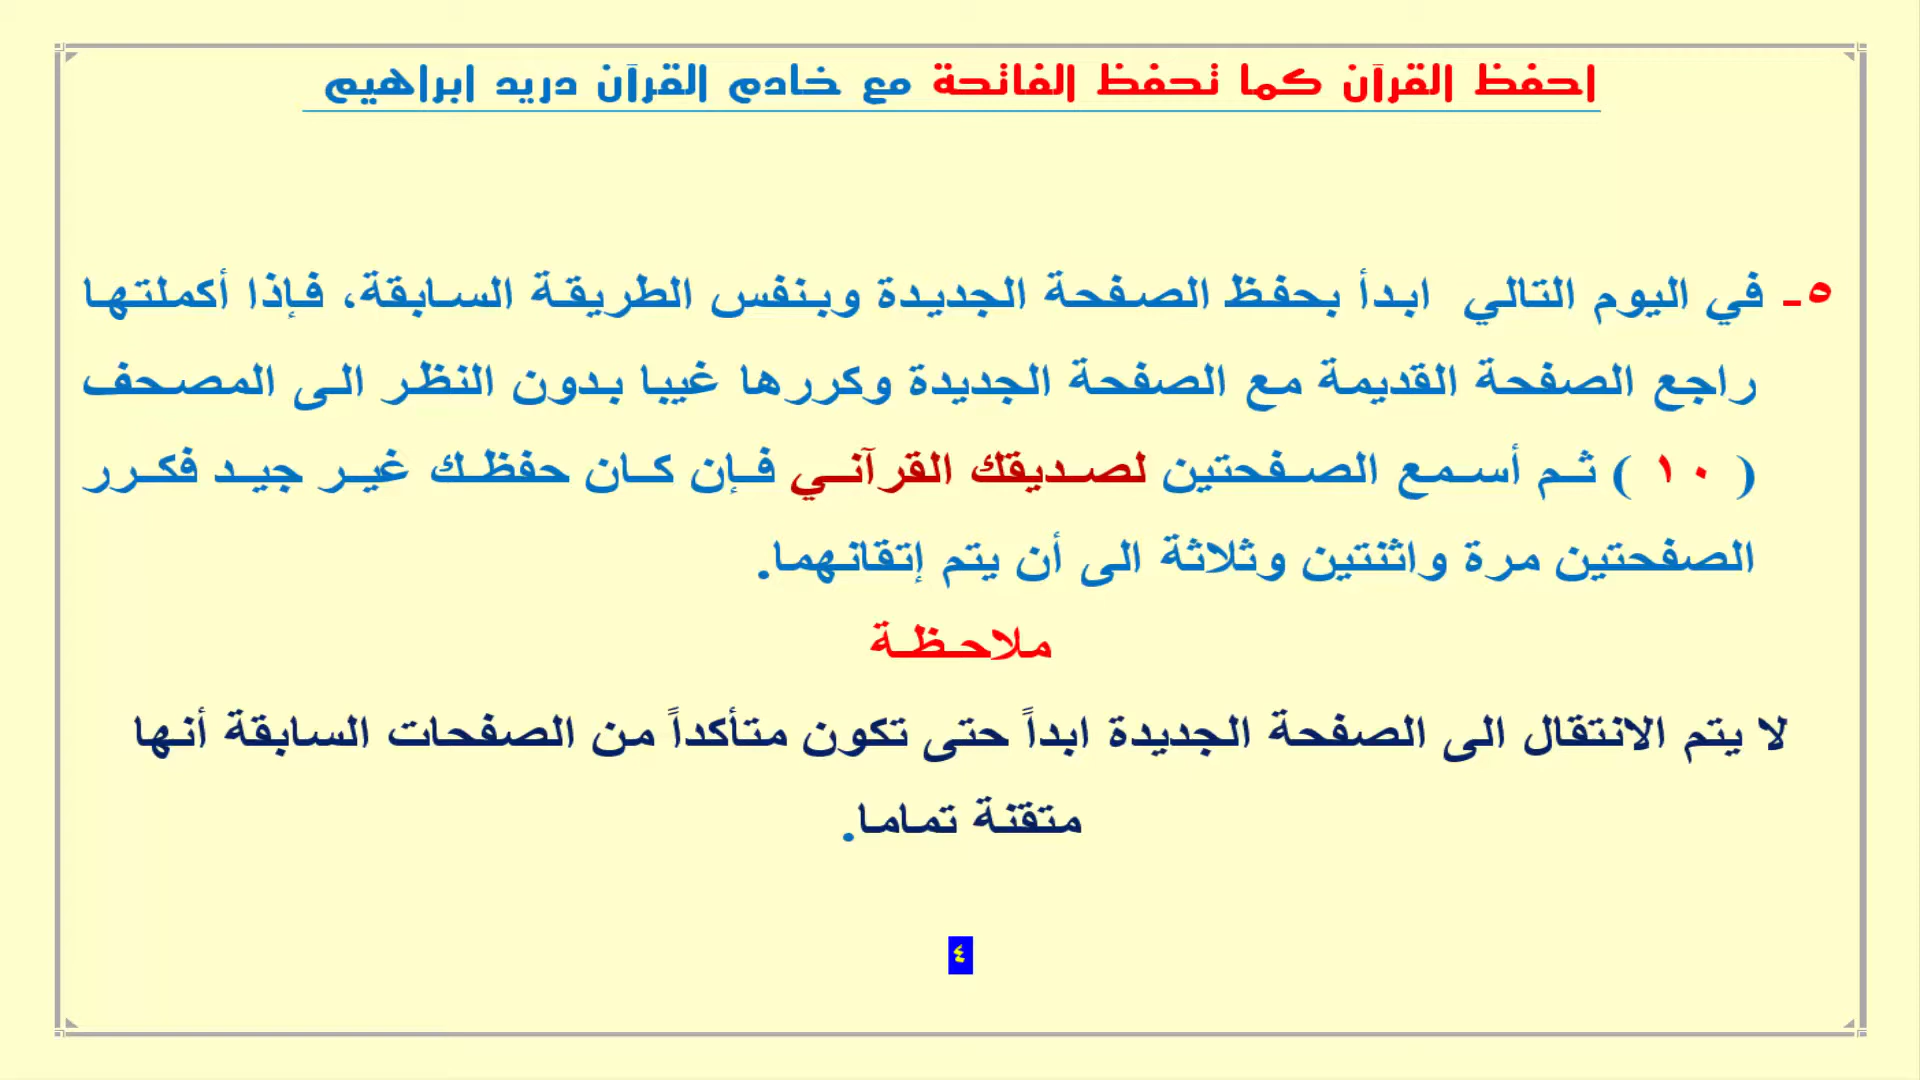 احفظ القرآن كما تحفظ الفاتحة مع خادم القرآن دريد ابراهيم
٥- في اليوم التالي ابدأ بحفظ الصفحة الجديدة وبنفس الطريقة السابقة، فإذا أكملتها
راجع الصفحة القديمة مع الصفحة الجديدة وكررها غيبا بدون النظر الى المصحف
( ١٠ ) ثم أسمع الصفحتين لصديقك القرآني فإن كان حفظك غير جيد فكرر
الصفحتين مرة واثنتين وثلاثة الى أن يتم إتقانهما.
ملاحظة
لا يتم الانتقال الى الصفحة الجديدة ابداً حتى تكون متأكداً من الصفحات السابقة أنها
متقنة تماما.
٤